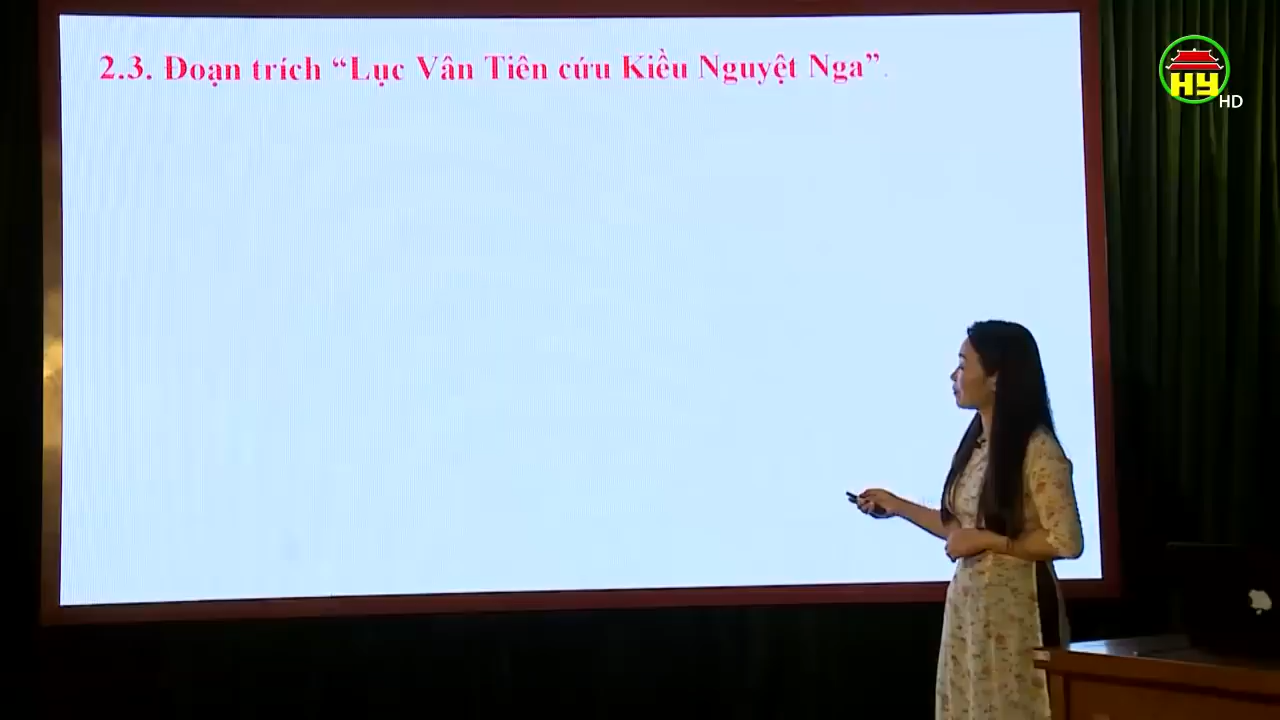 2.3. Đoạn trích “Lục Vân Tiên cứu Kiều Nguyệt Nga”.
HY
HD